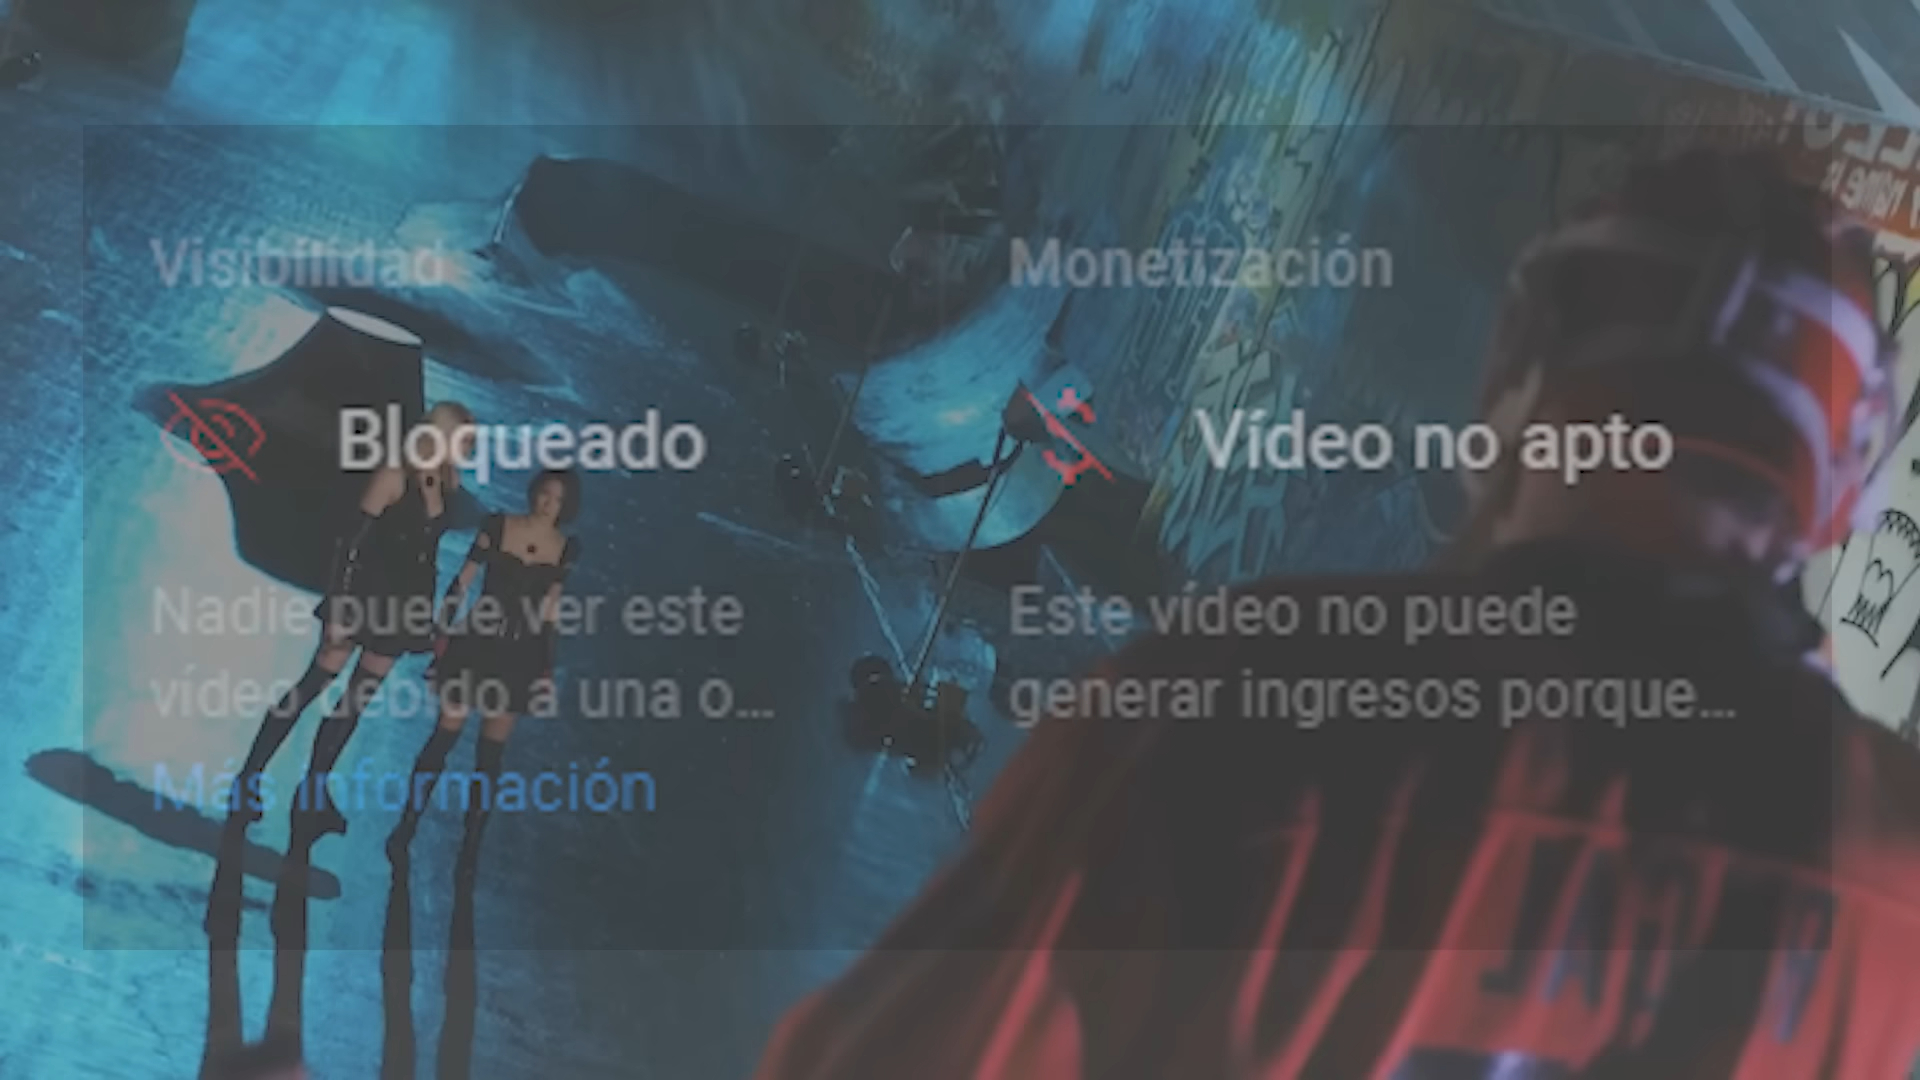 Visibilidad
Monetización
Bloqueado
Vídeo no apto
Nadie puede ver este
vídeo debido a una o...
Más información
Este vídeo no puede
generar ingresos porque...